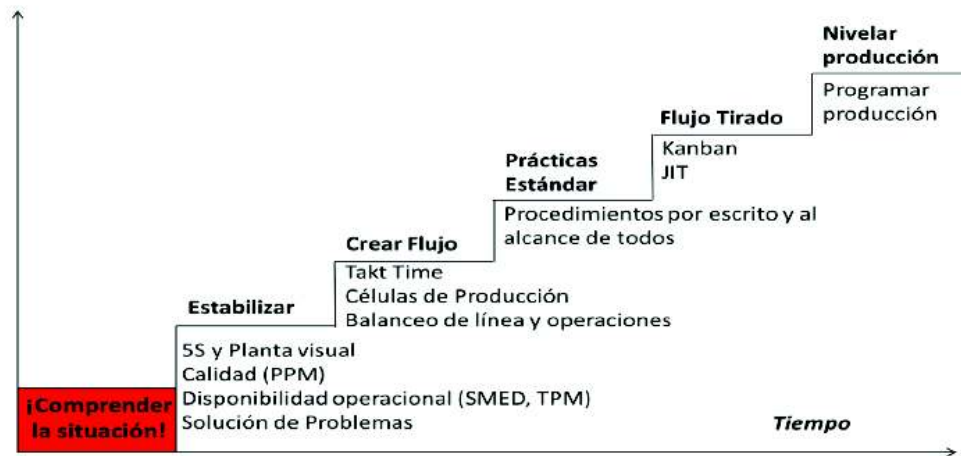 Nivelar
producción
Programar
producción
Flujo Tirado
Kanban
JIT
Prácticas
Estándar
Procedimientos por escrito y al
alcance de todos
Crear Flujo
Takt Time
Células de Producción
Balanceo de línea y operaciones
Estabilizar
5S y Planta visual
Calidad (PPM)
Disponibilidad operacional (SMED, TPM)
Solución de Problemas
¡Comprender
la situación!
Tiempo